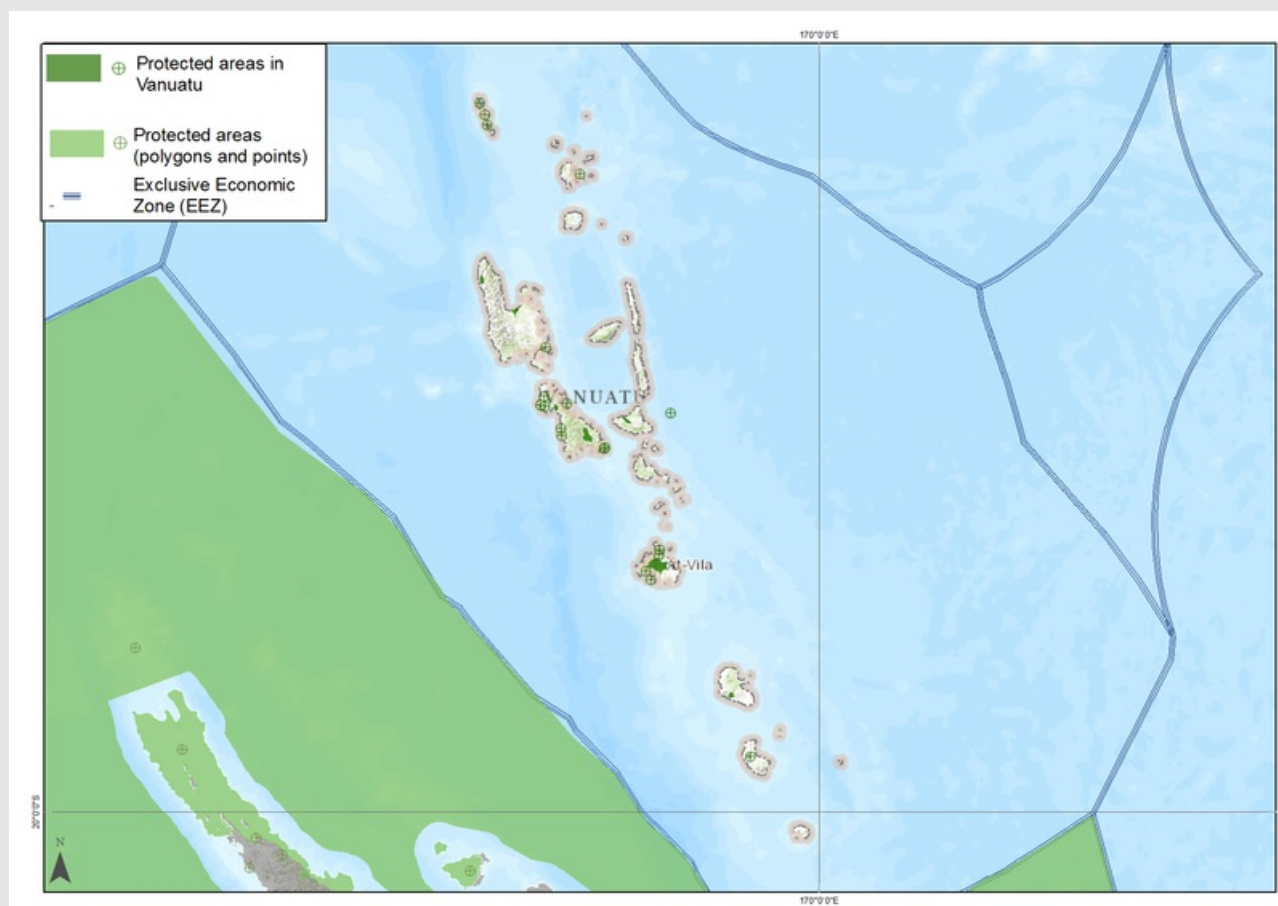 170°0'0"E
Protected areas in
Vanuatu
Protected areas
(polygons and points)
Exclusive Economic
Zone (EEZ)
VANUATU
Port-Vila
20°0'0"S
N
170°0'0"E